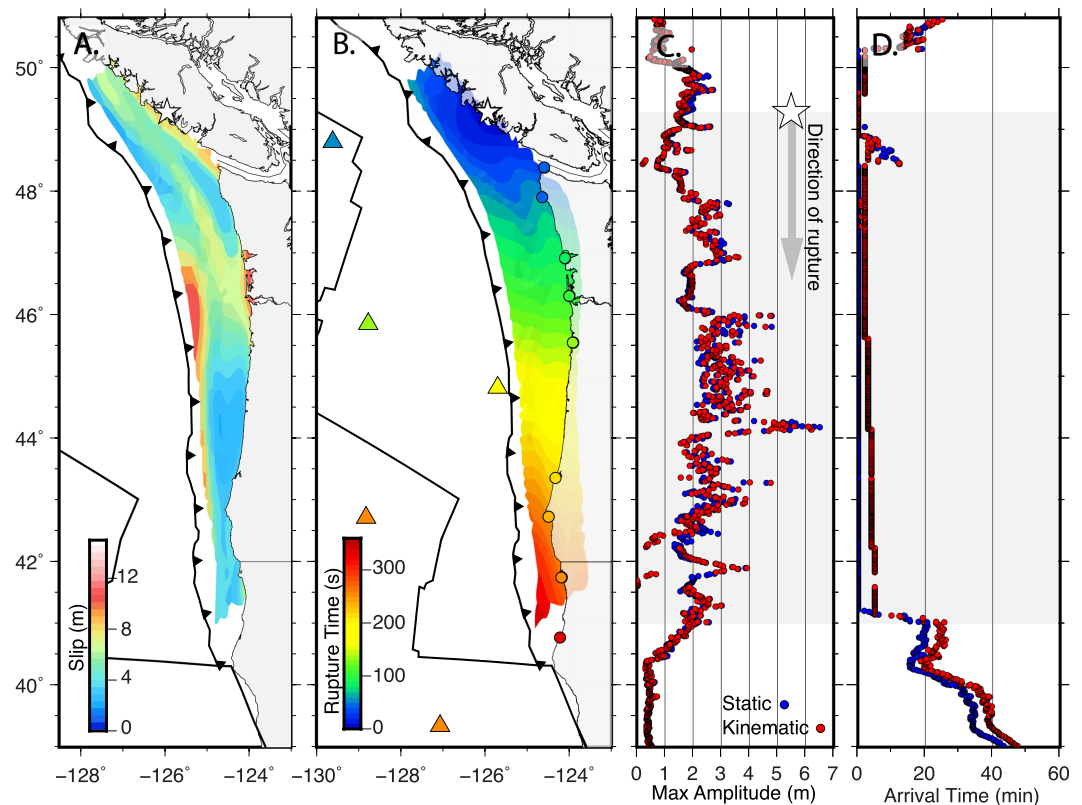 A.
B.
C.
D.
50°
48°
46°
44°
42°
40°
−128°
−126°
−124°
−130°
−128°
−126°
−124°
Slip (m)
12
8
4
0
Rupture Time (s)
300
200
100
0
Direction of rupture
Static
Kinematic
0 1 2 3 4 5 6 7
Max Amplitude (m)
0 20 40 60
Arrival Time (min)